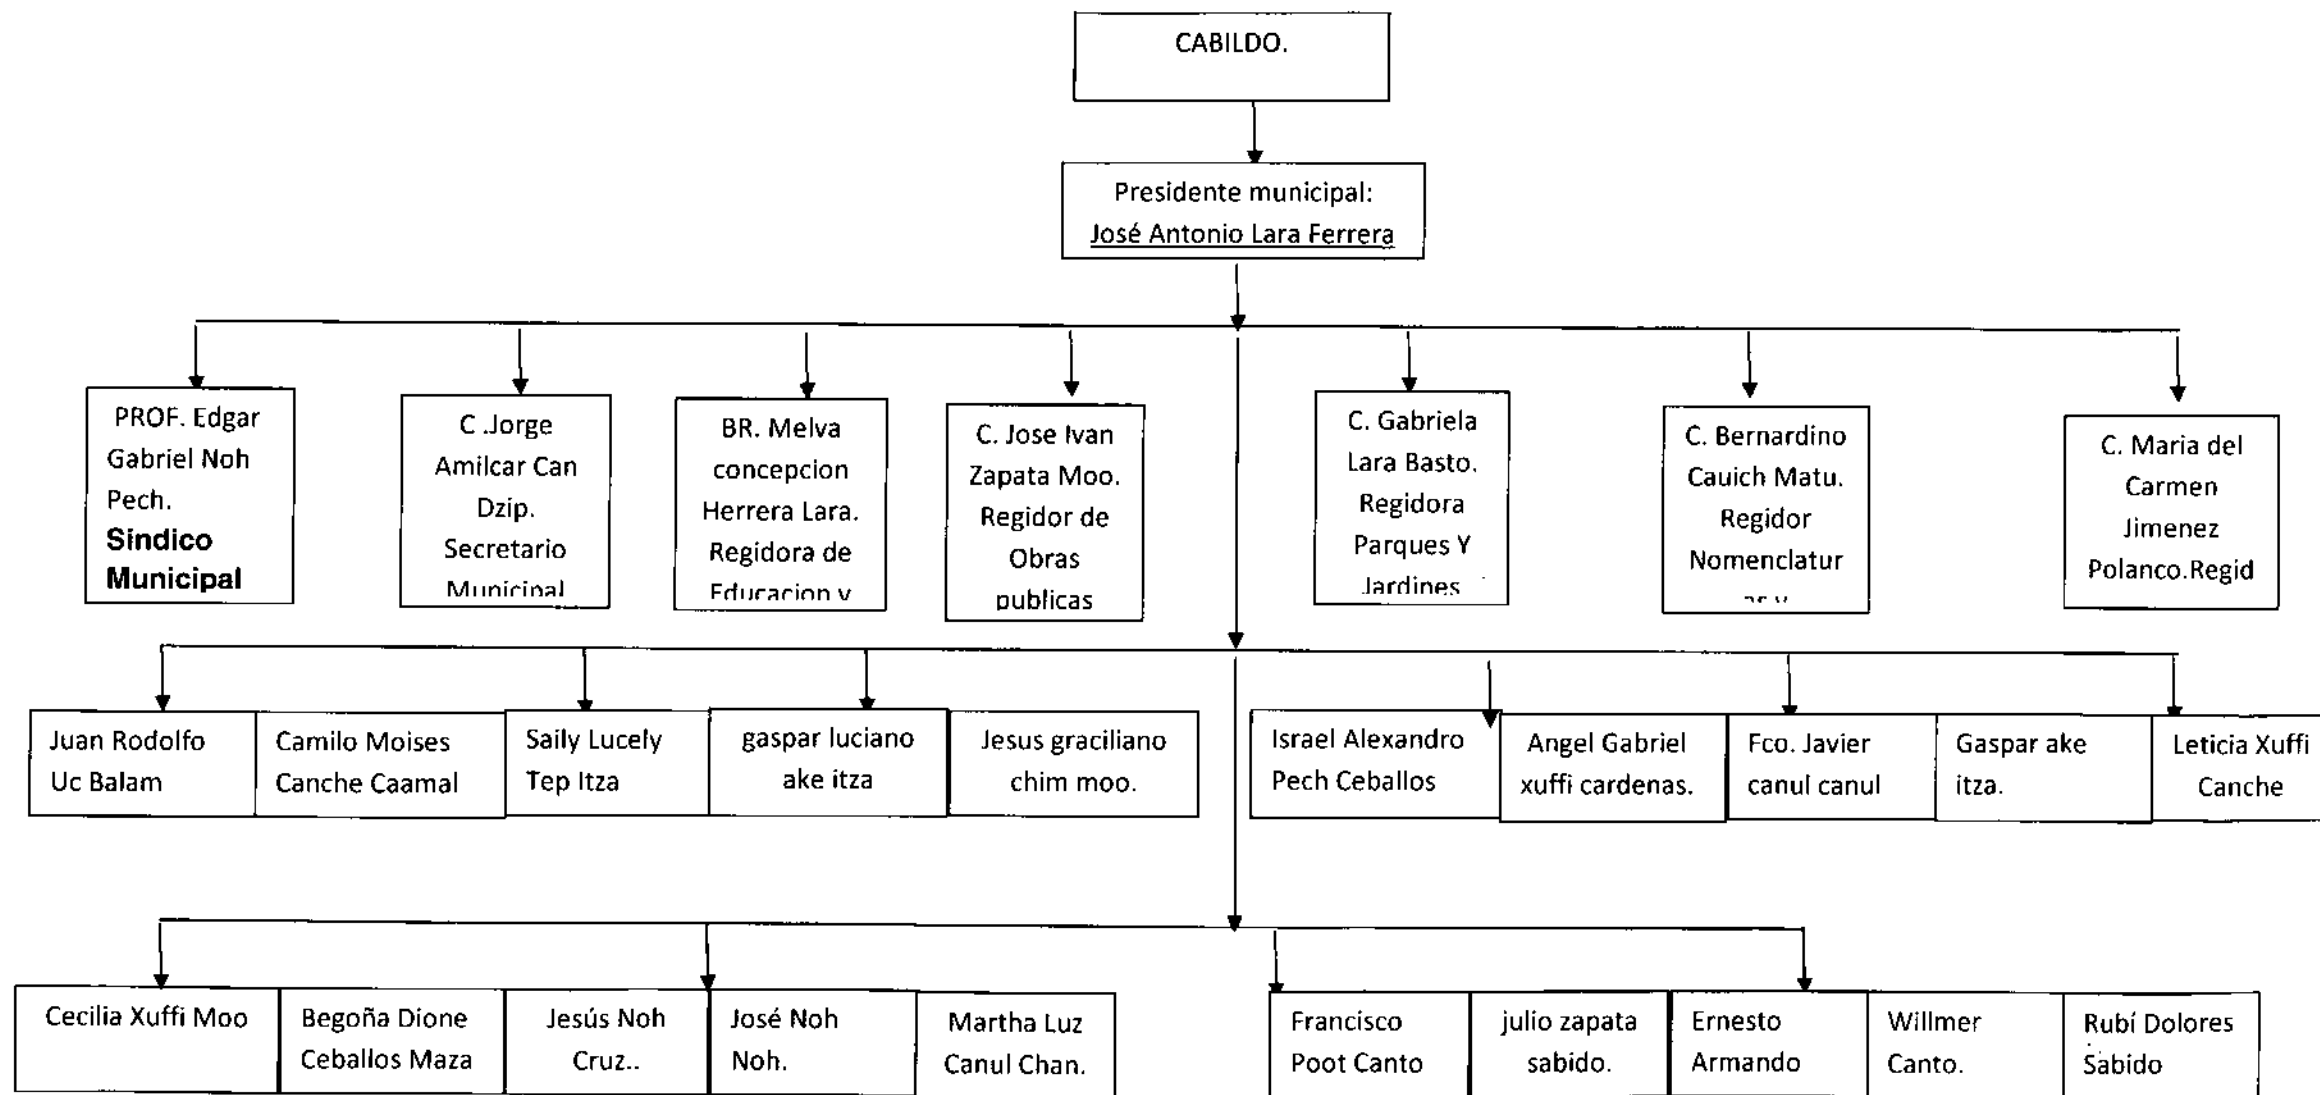 CABILDO.
Presidente municipal:
José Antonio Lara Ferrera
PROF. Edgar
Gabriel Noh
Pech.
Sindico
Municipal
C .Jorge
Amilcar Can
Dzip.
Secretario
Municipal
BR. Melva
concepcion
Herrera Lara.
Regidora de
Educacion y
C. Jose Ivan
Zapata Moo.
Regidor de
Obras
publicas
C. Gabriela
Lara Basto.
Regidora
Parques Y
Jardines
C. Bernardino
Cauich Matu.
Regidor
Nomenclatur
C. Maria del
Carmen
Jimenez
Polanco.Regid
Juan Rodolfo
Uc Balam
Camilo Moises
Canche Caamal
Saily Lucely
Tep Itza
gaspar luciano
ake itza
Jesus graciliano
chim moo.
Israel Alexandro
Pech Ceballos
Angel Gabriel
xuffi cardenas.
Fco. Javier
canul canul
Gaspar ake
itza.
Leticia Xuffi
Canche
Cecilia Xuffi Moo
Begoña Dione
Ceballos Maza
Jesús Noh
Cruz..
José Noh
Noh.
Martha Luz
Canul Chan.
Francisco
Poot Canto
julio zapata
sabido.
Ernesto
Armando
Willmer
Canto.
Rubí Dolores
Sabido